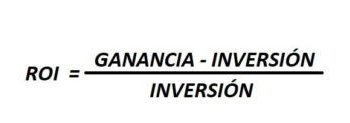 GANANCIA - INVERSIÓN
ROI =
INVERSIÓN